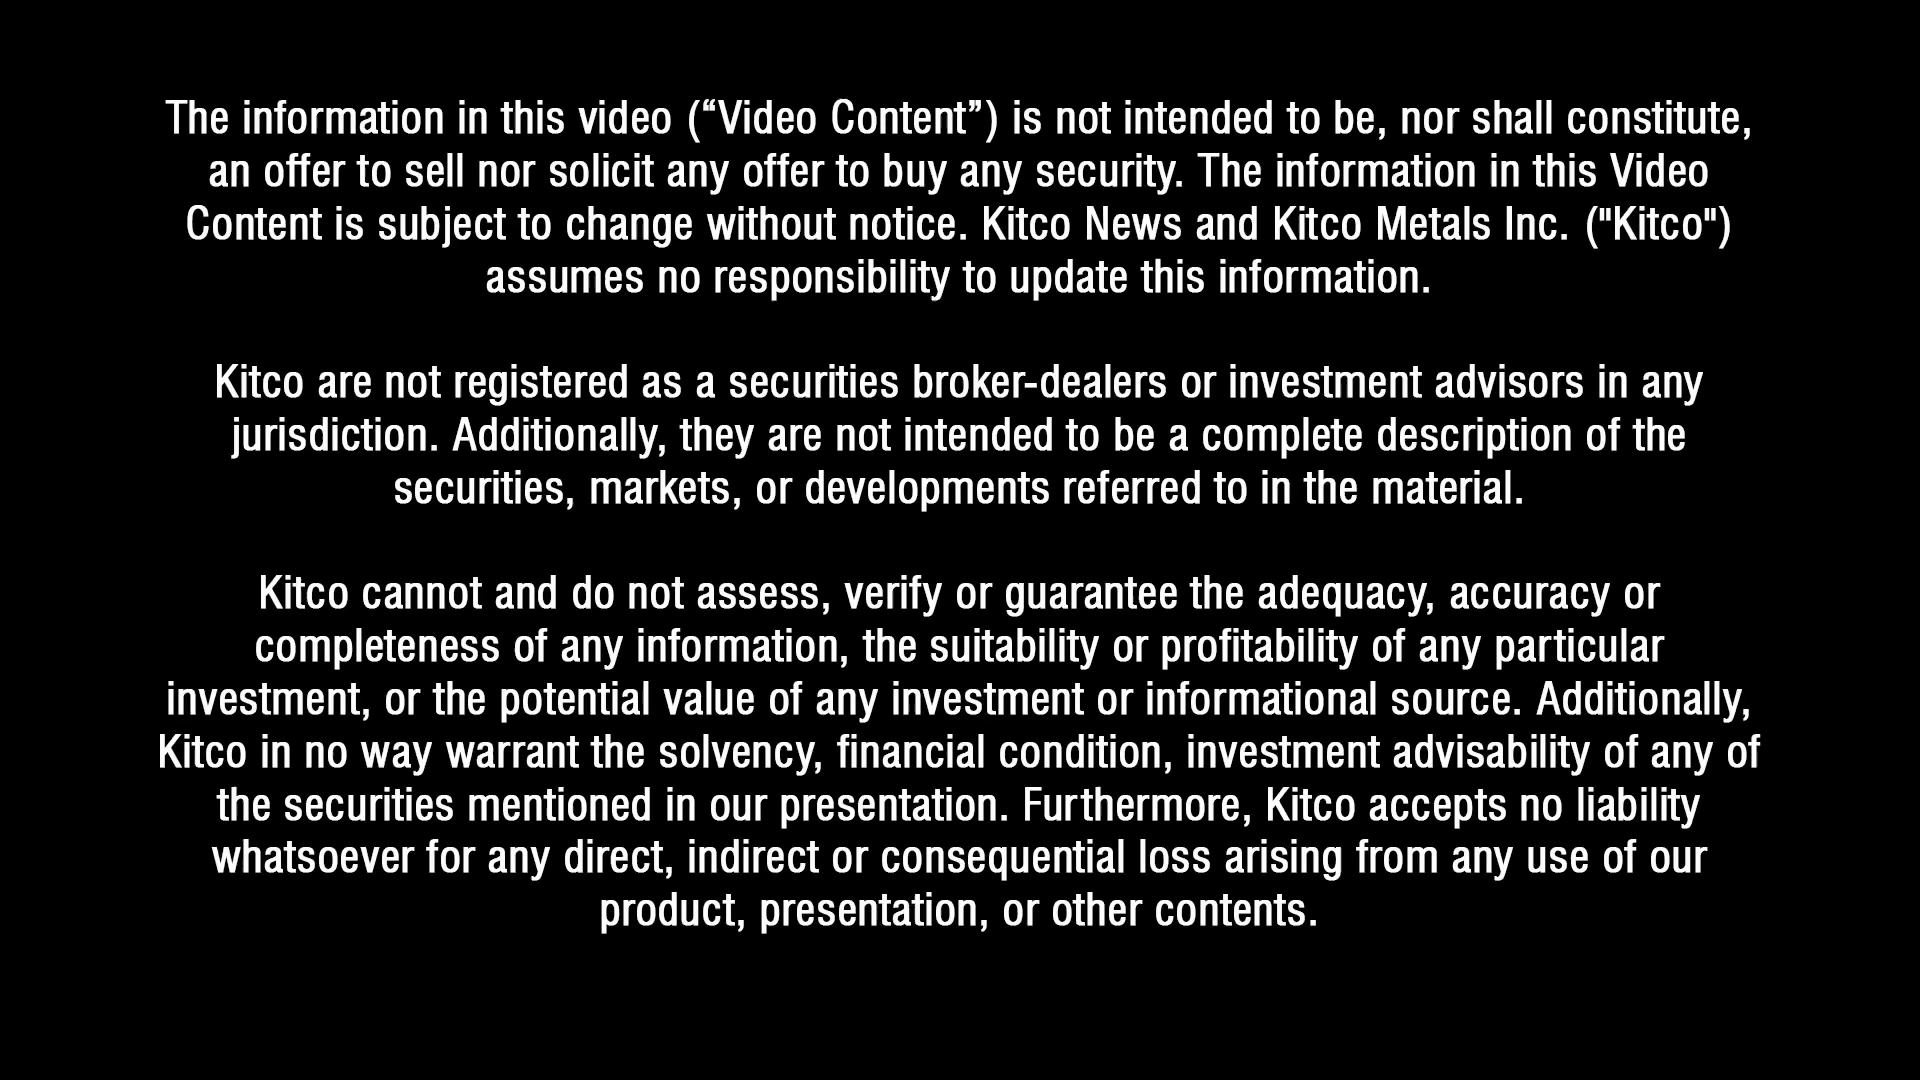 The information in this video (“Video Content”) is not intended to be, nor shall constitute,
an offer to sell nor solicit any offer to buy any security. The information in this Video
Content is subject to change without notice. Kitco News and Kitco Metals Inc. ("Kitco")
assumes no responsibility to update this information.
Kitco are not registered as a securities broker-dealers or investment advisors in any
jurisdiction. Additionally, they are not intended to be a complete description of the
securities, markets, or developments referred to in the material.
Kitco cannot and do not assess, verify or guarantee the adequacy, accuracy or
completeness of any information, the suitability or profitability of any particular
investment, or the potential value of any investment or informational source. Additionally,
Kitco in no way warrant the solvency, financial condition, investment advisability of any of
the securities mentioned in our presentation. Furthermore, Kitco accepts no liability
whatsoever for any direct, indirect or consequential loss arising from any use of our
product, presentation, or other contents.